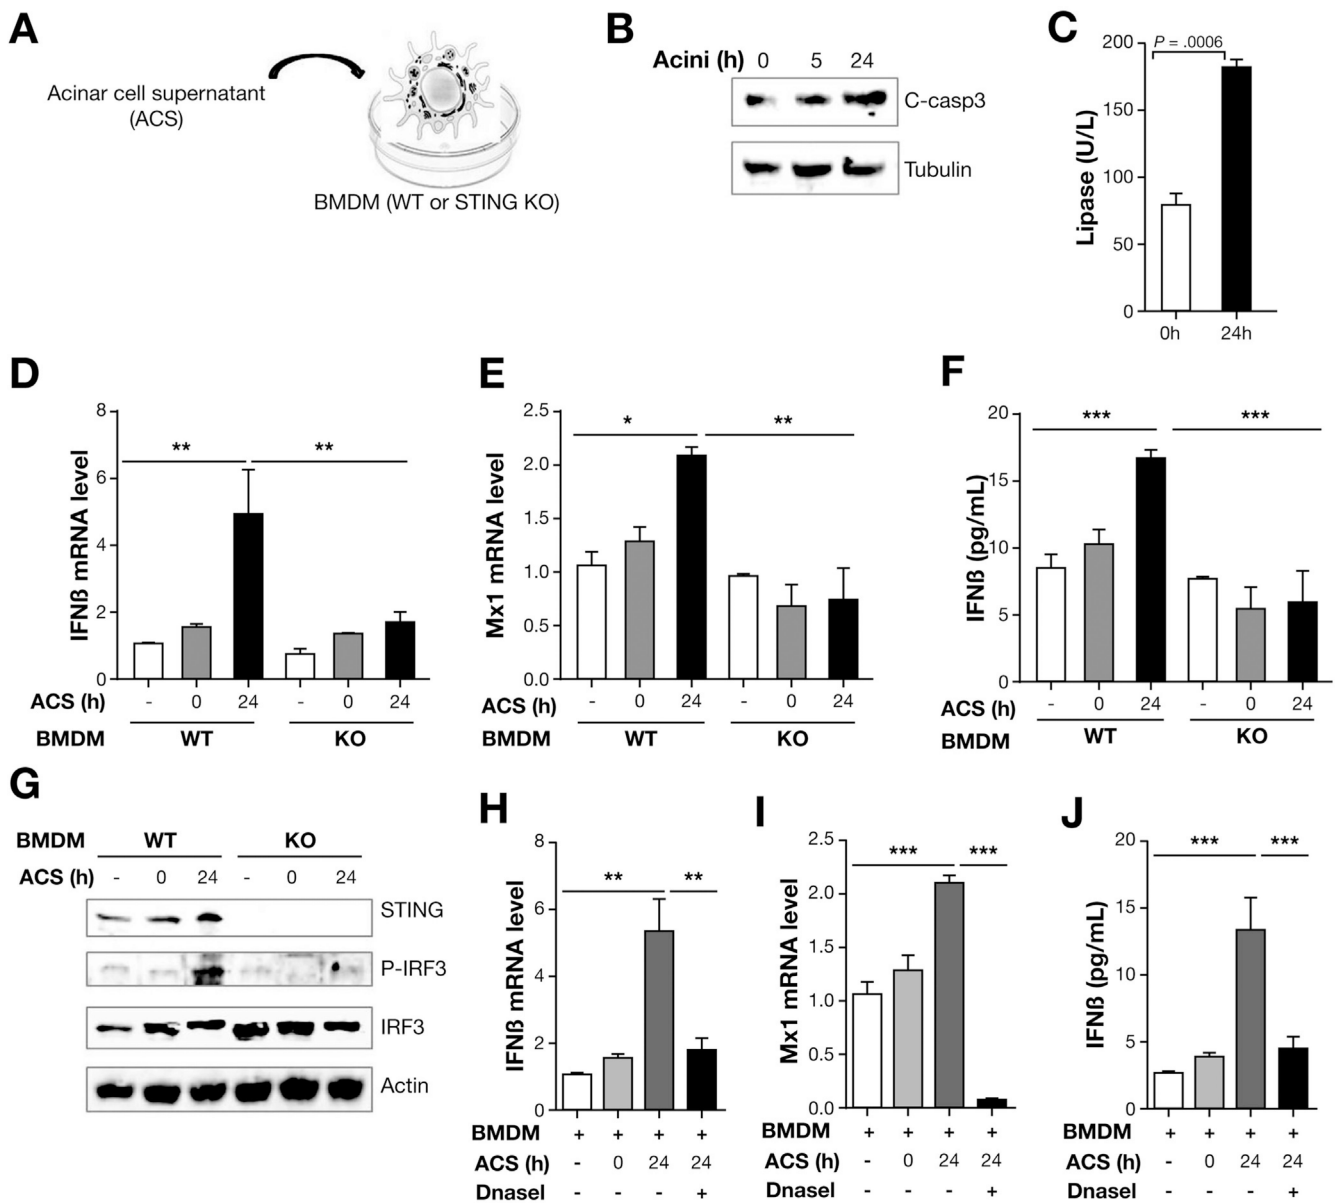 A
Acinar cell supernatant
(ACS)
BMDM (WT or STING KO)
B
Acini (h) 0 5 24
C-casp3
Tubulin
C
P = .0006
200
150
100
50
0
Lipase (U/L)
0h 24h
D
8
6
4
2
0
IFNß mRNA level
** **
ACS (h) - 0 24 - 0 24
BMDM WT KO
E
2.5
2.0
1.5
1.0
0.5
0.0
Mx1 mRNA level
* **
ACS (h) - 0 24 - 0 24
BMDM WT KO
F
20
15
10
5
0
IFNß (pg/mL)
*** ***
ACS (h) - 0 24 - 0 24
BMDM WT KO
G
BMDM WT KO
ACS (h) - 0 24 - 0 24
STING
P-IRF3
IRF3
Actin
H
8
6
4
2
0
IFNß mRNA level
** **
BMDM + + + +
ACS (h) - 0 24 24
DnaseI - - - +
I
2.5
2.0
1.5
1.0
0.5
0.0
Mx1 mRNA level
*** ***
BMDM + + + +
ACS (h) - 0 24 24
DnaseI - - - +
J
20
15
10
5
0
IFNß (pg/mL)
*** ***
BMDM + + + +
ACS (h) - 0 24 24
DnaseI - - - +